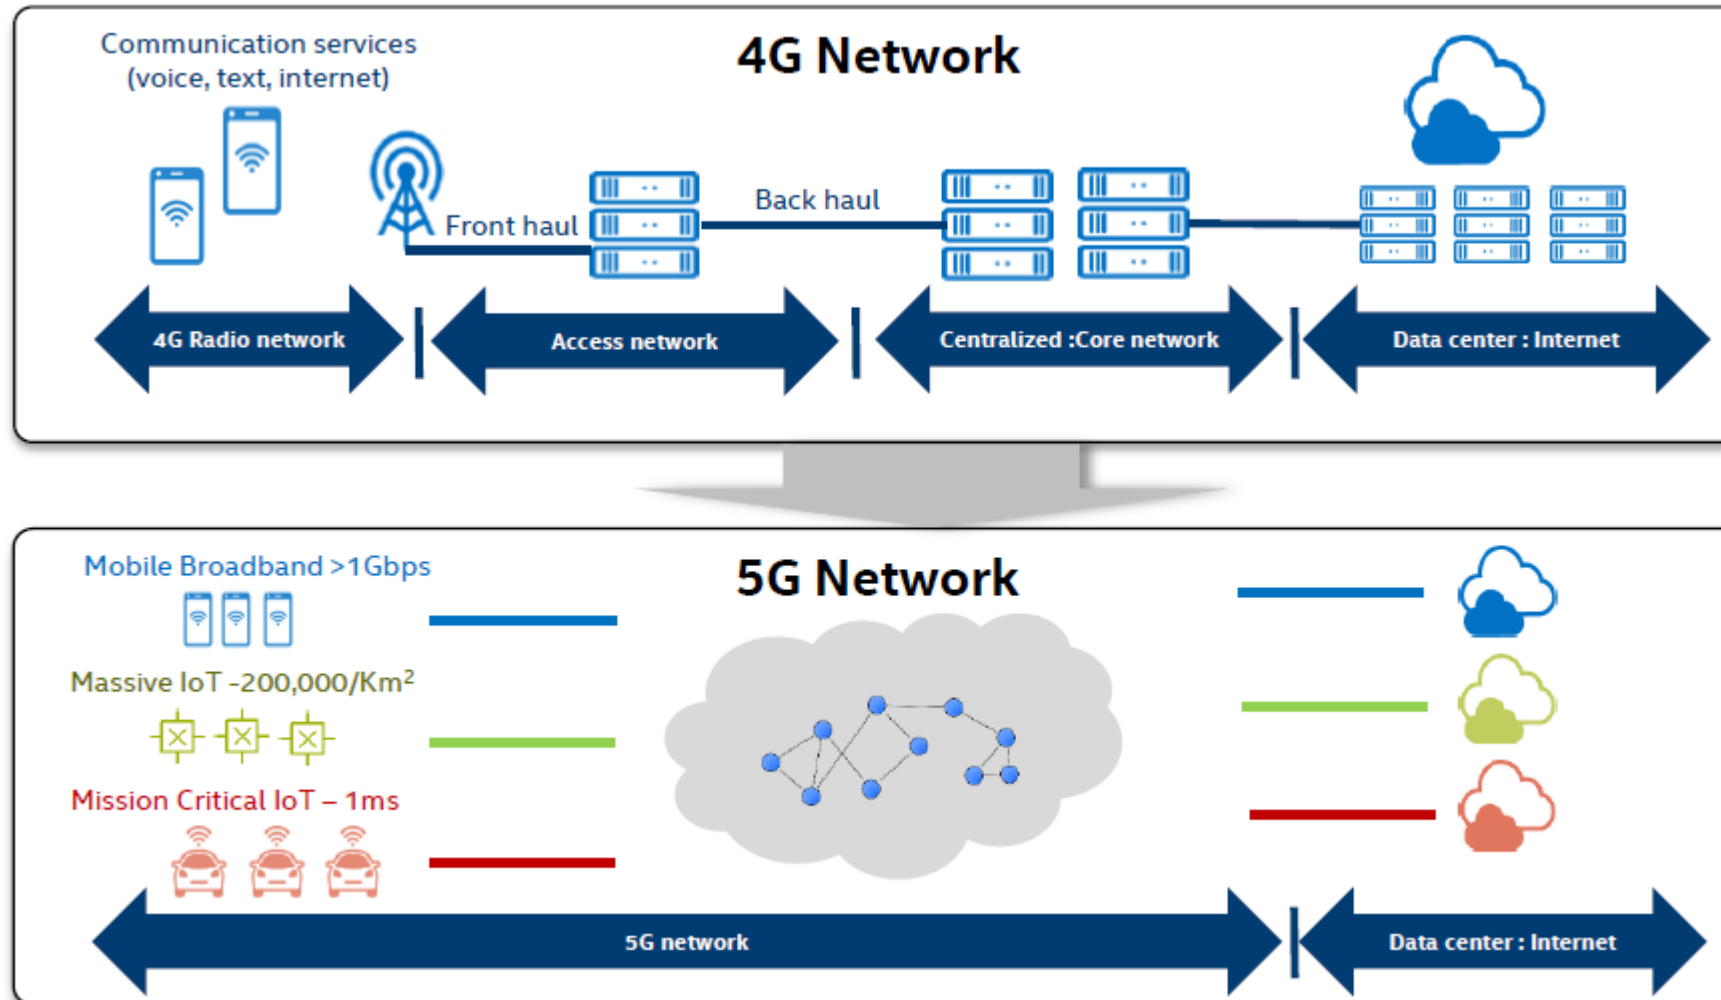 Communication services
(voice, text, internet)
4G Network
Front haul
Back haul
4G Radio network
Access network
Centralized :Core network
Data center : Internet
Mobile Broadband >1Gbps
5G Network
Massive IoT -200,000/Km²
Mission Critical IoT – 1ms
5G network
Data center : Internet